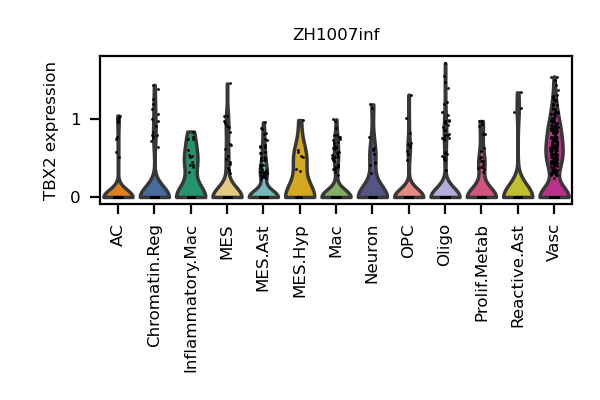 ZH1007inf
TBX2 expression
1
0
AC
Chromatin.Reg
Inflammatory.Mac
MES
MES.Ast
MES.Hyp
Mac
Neuron
OPC
Oligo
Prolif.Metab
Reactive.Ast
Vasc